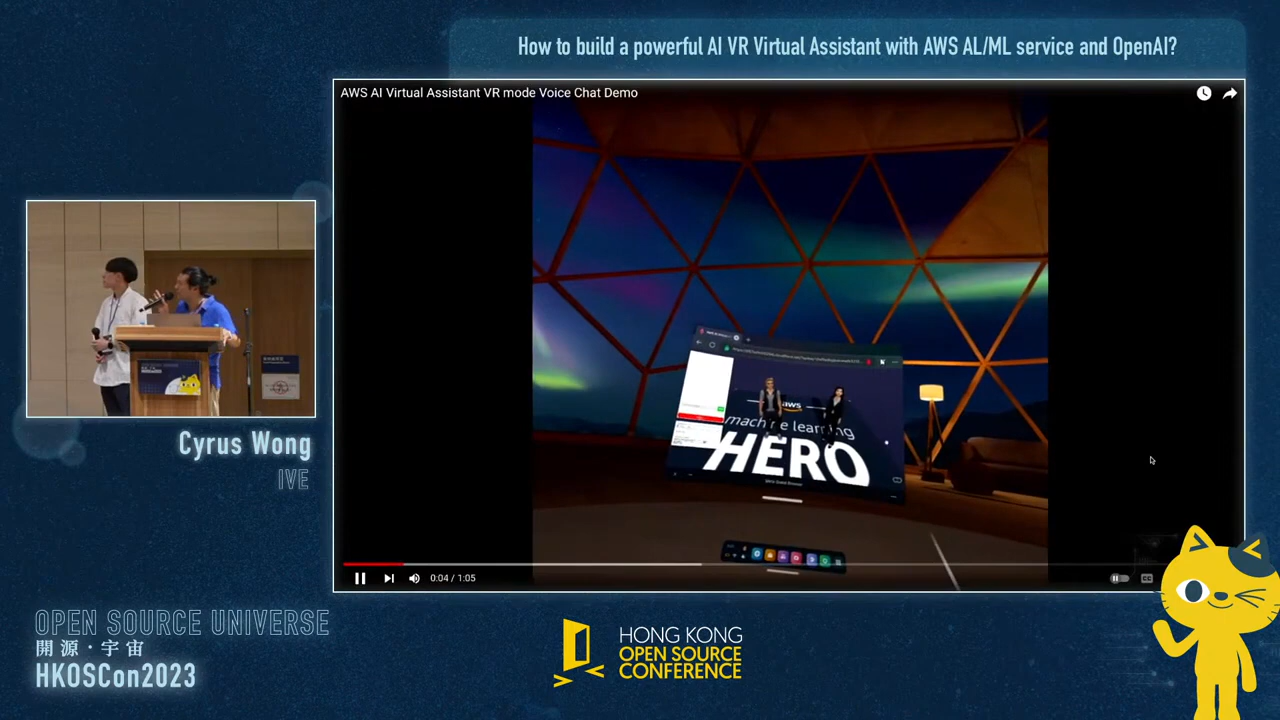 How to build a powerful AI VR Virtual Assistant with AWS AL/ML service and OpenAI?
AWS AI Virtual Assistant VR mode Voice Chat Demo
aws
machine learning
HERO
0:04 / 1:05
CC
Cyrus Wong
IVE
OPEN SOURCE UNIVERSE
開源·宇宙
HKOSCon2023
HONG KONG
OPEN SOURCE
CONFERENCE